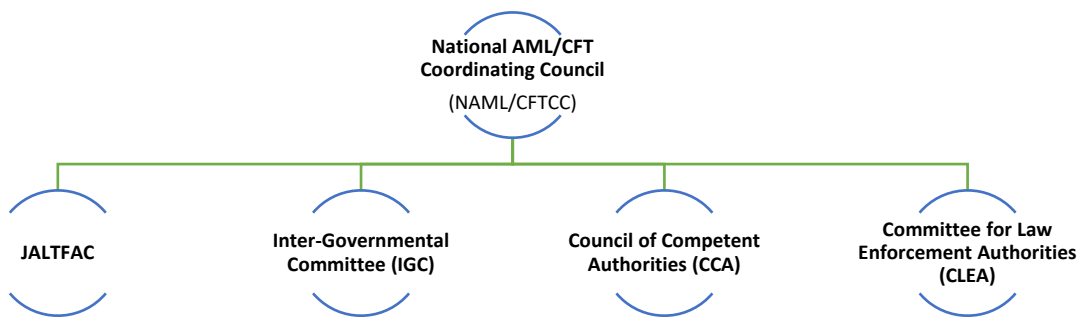 National AML/CFT
Coordinating Council
(NAML/CFTCC)
JALTFAC
Inter-Governmental
Committee (IGC)
Council of Competent
Authorities (CCA)
Committee for Law
Enforcement Authorities
(CLEA)